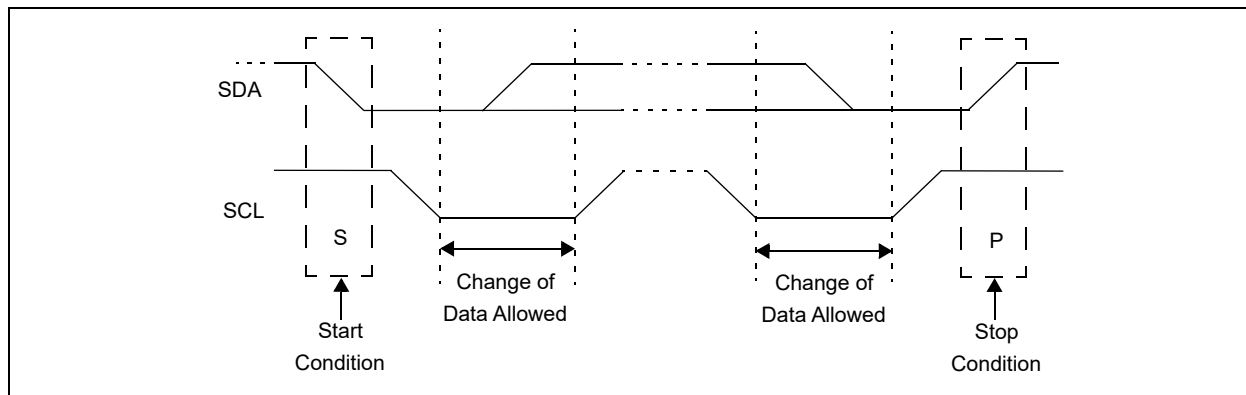 SDA
SCL
S
P
Change of
Data Allowed
Change of
Data Allowed
Start
Condition
Stop
Condition